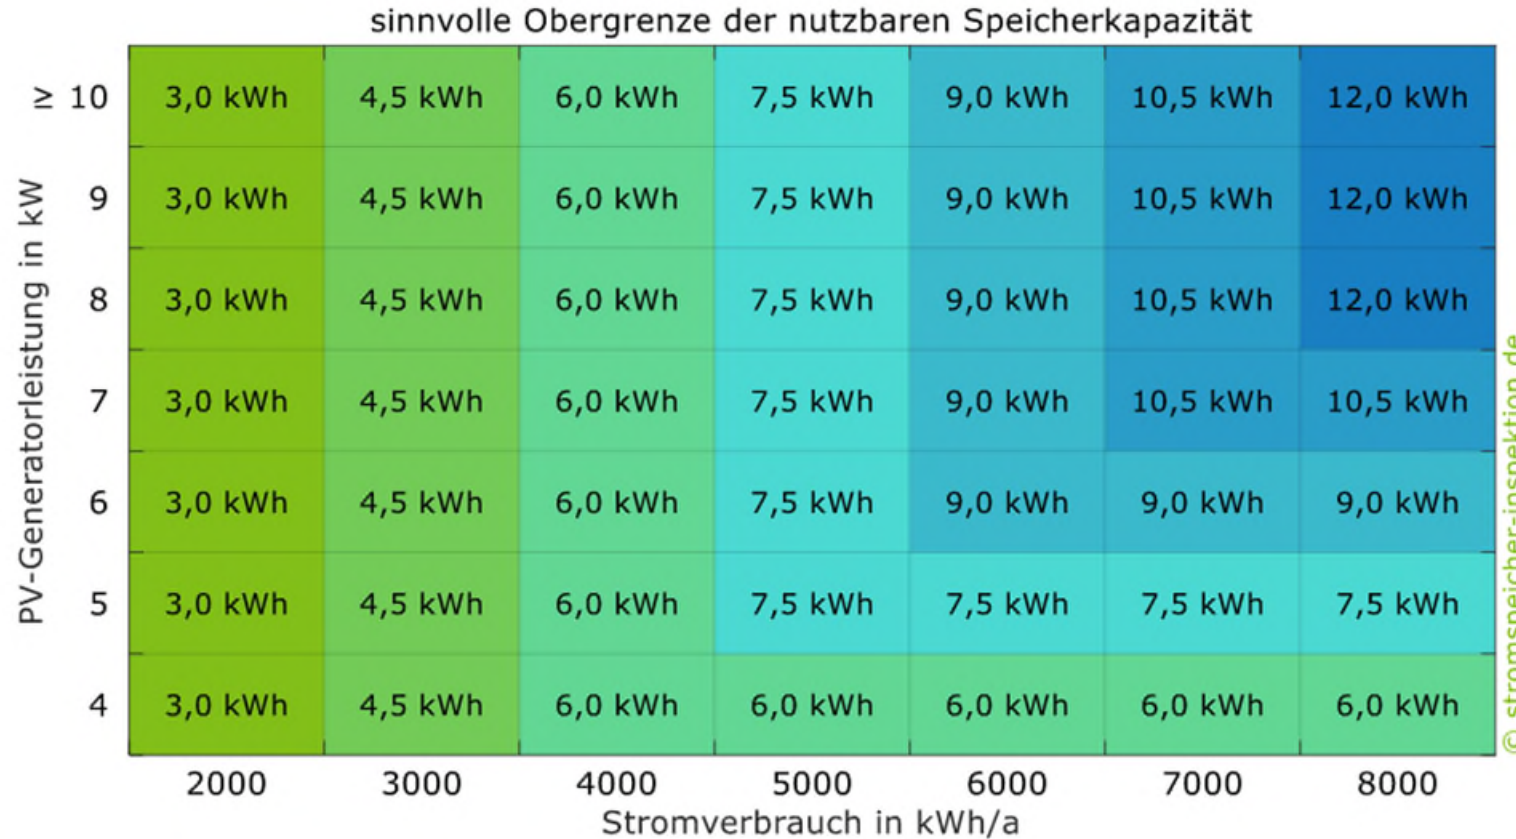 sinnvolle Obergrenze der nutzbaren Speicherkapazität
≥ 10 3,0 kWh 4,5 kWh 6,0 kWh 7,5 kWh 9,0 kWh 10,5 kWh 12,0 kWh
9 3,0 kWh 4,5 kWh 6,0 kWh 7,5 kWh 9,0 kWh 10,5 kWh 12,0 kWh
8 3,0 kWh 4,5 kWh 6,0 kWh 7,5 kWh 9,0 kWh 10,5 kWh 12,0 kWh
7 3,0 kWh 4,5 kWh 6,0 kWh 7,5 kWh 9,0 kWh 10,5 kWh 10,5 kWh
6 3,0 kWh 4,5 kWh 6,0 kWh 7,5 kWh 9,0 kWh 9,0 kWh 9,0 kWh
5 3,0 kWh 4,5 kWh 6,0 kWh 7,5 kWh 7,5 kWh 7,5 kWh 7,5 kWh
4 3,0 kWh 4,5 kWh 6,0 kWh 6,0 kWh 6,0 kWh 6,0 kWh 6,0 kWh
2000 3000 4000 5000 6000 7000 8000
Stromverbrauch in kWh/a
PV-Generatorleistung in kW
© stromspeicher-inspektion.de